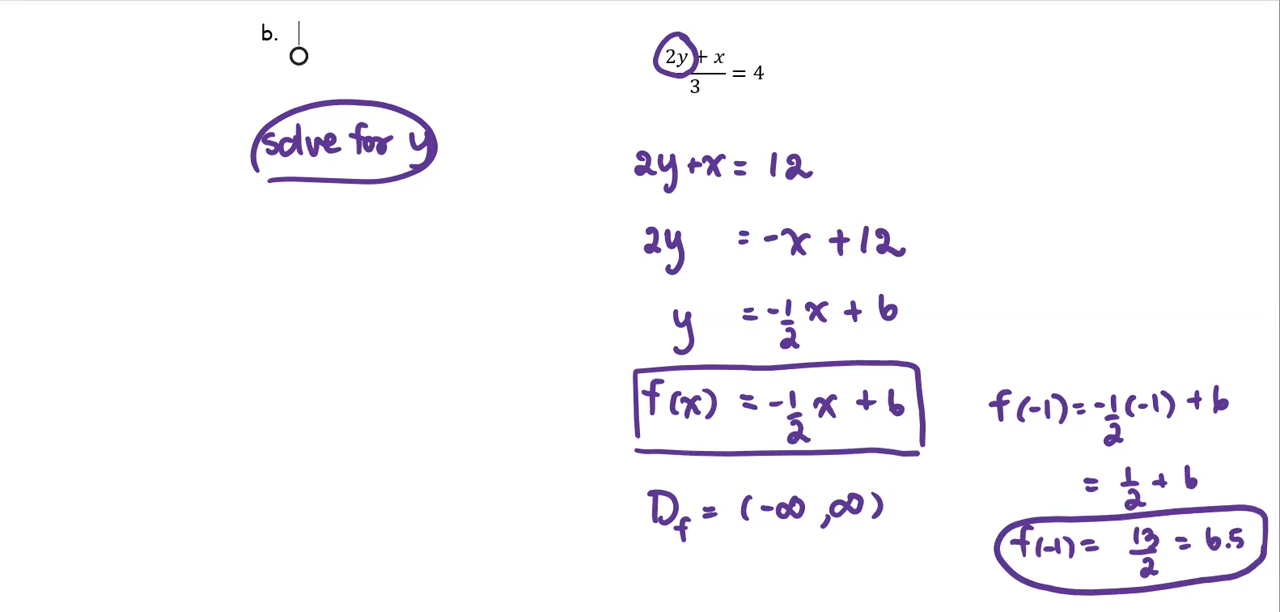 b.
(2y + x)/3 = 4
solve for y
2y + x = 12
2y = -x + 12
y = -1/2 x + 6
f(x) = -1/2 x + 6
D_f = (-∞, ∞)
f(-1) = -1/2 (-1) + 6
= 1/2 + 6
f(-1) = 13/2 = 6.5